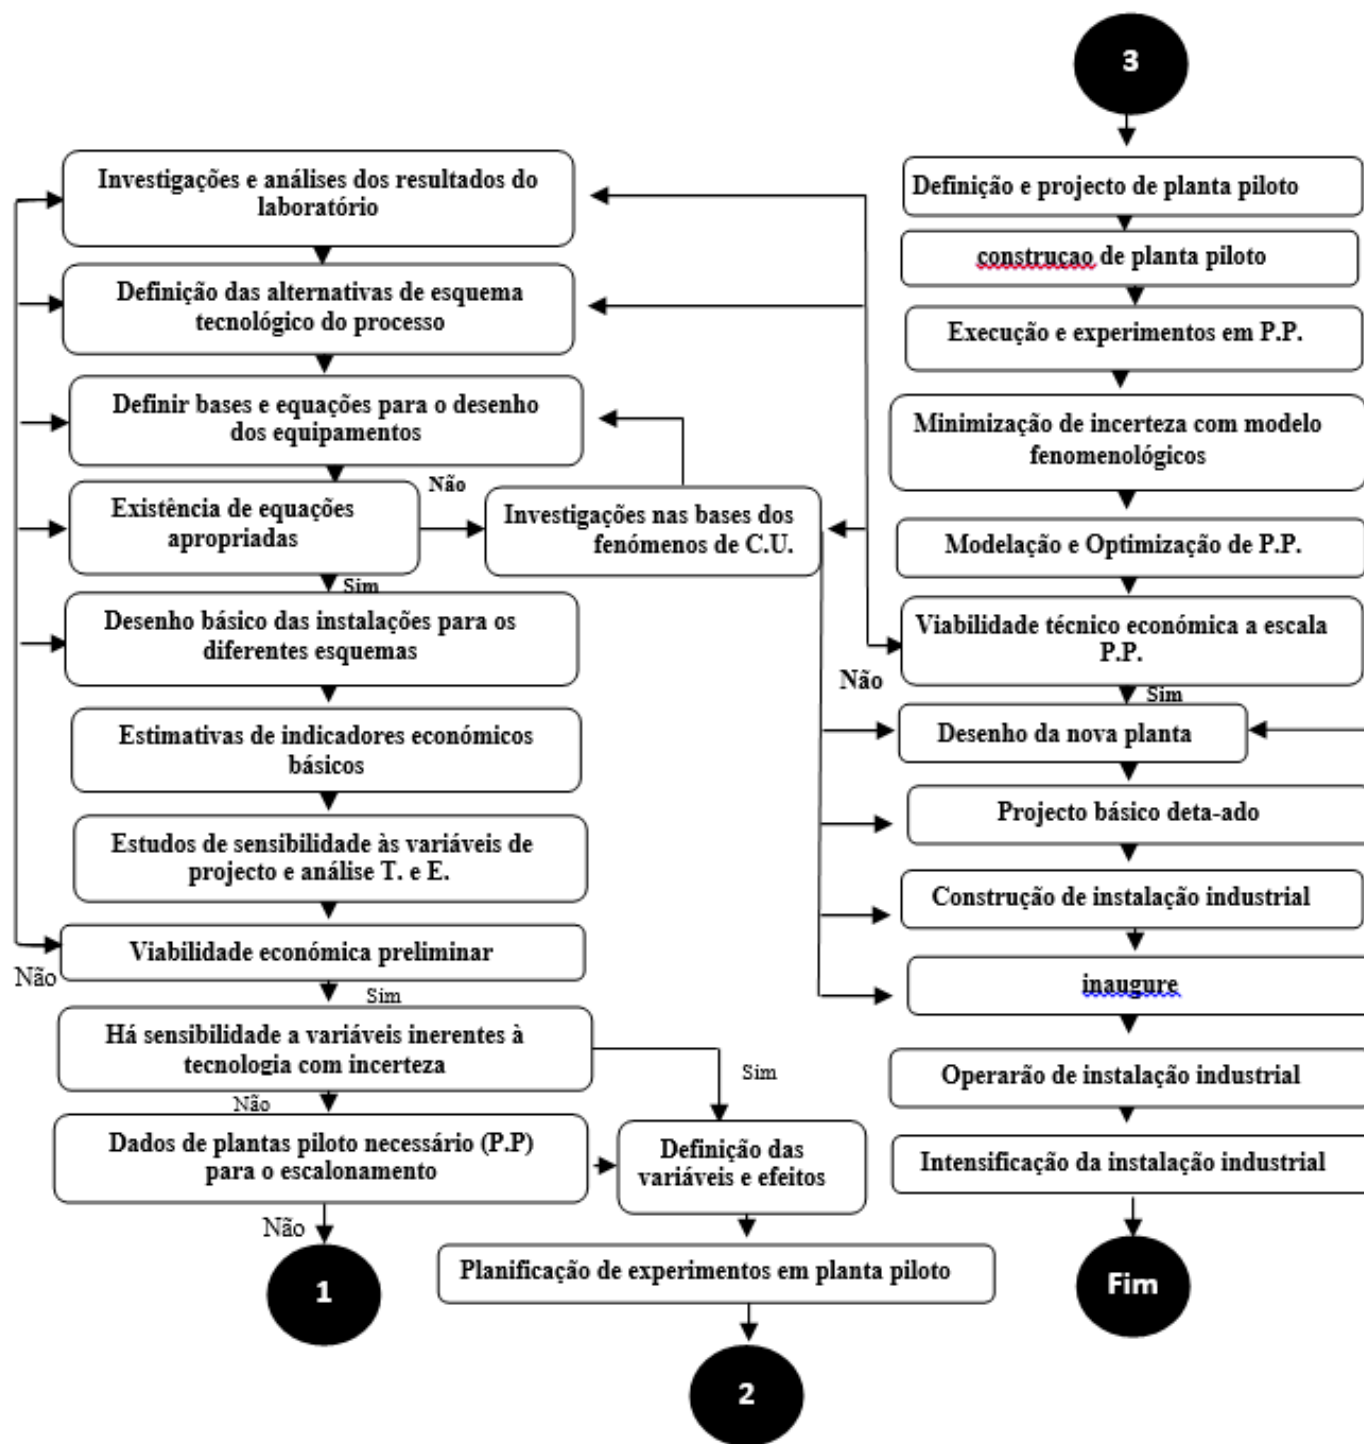 Investigações e análises dos resultados do
laboratório
Definição das alternativas de esquema
tecnológico do processo
Definir bases e equações para o desenho
dos equipamentos
Não
Existência de equações
apropriadas
Investigações nas bases dos
fenómenos de C.U.
Sim
Desenho básico das instalações para os
diferentes esquemas
Estimativas de indicadores económicos
básicos
Estudos de sensibilidade às variáveis de
projecto e análise T. e E.
Viabilidade económica preliminar
Não
Sim
Há sensibilidade a variáveis inerentes à
tecnologia com incerteza
Sim
Não
Dados de plantas piloto necessário (P.P)
para o escalonamento
Definição das
variáveis e efeitos
Não
1
Planificação de experimentos em planta piloto
2
3
Definição e projecto de planta piloto
construçao de planta piloto
Execução e experimentos em P.P.
Minimização de incerteza com modelo
fenomenológicos
Modelação e Optimização de P.P.
Viabilidade técnico económica a escala
P.P.
Não
Sim
Desenho da nova planta
Projecto básico deta-ado
Construção de instalação industrial
inaugure
Operarão de instalação industrial
Intensificação da instalação industrial
Fim